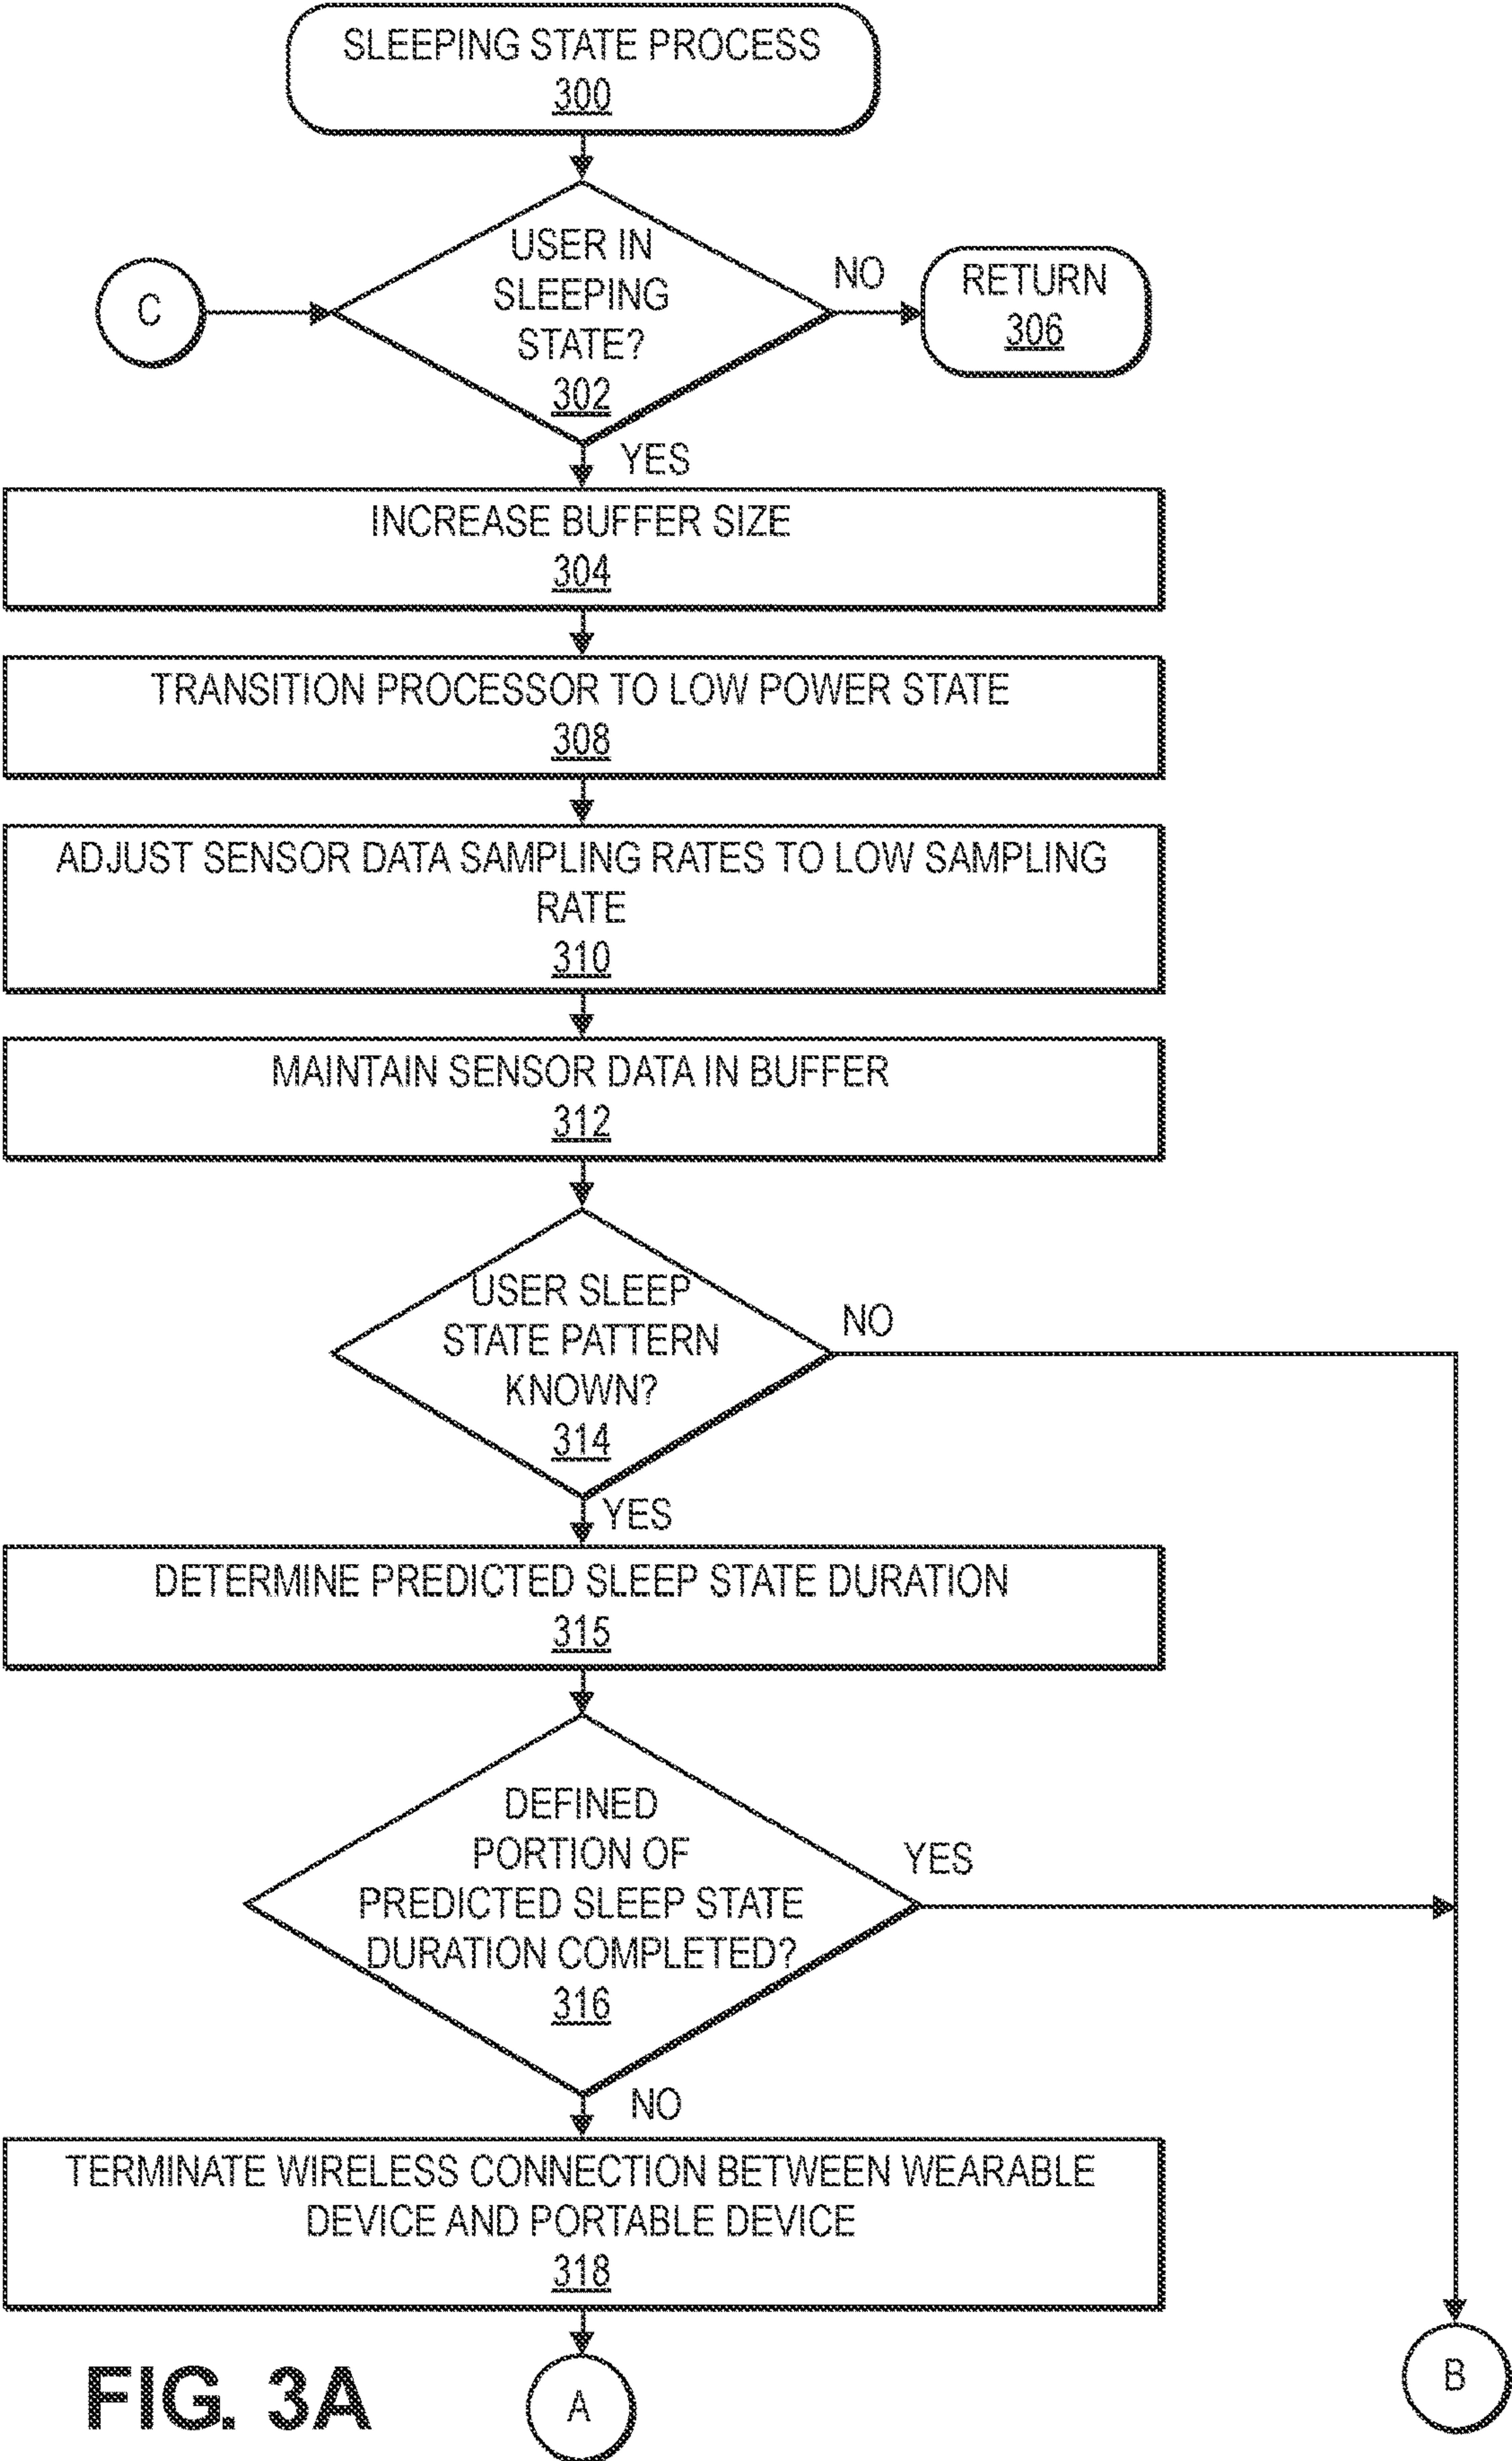 SLEEPING STATE PROCESS
300
USER IN
SLEEPING
STATE?
302
NO
RETURN
306
C
YES
INCREASE BUFFER SIZE
304
TRANSITION PROCESSOR TO LOW POWER STATE
308
ADJUST SENSOR DATA SAMPLING RATES TO LOW SAMPLING
RATE
310
MAINTAIN SENSOR DATA IN BUFFER
312
USER SLEEP
STATE PATTERN
KNOWN?
314
NO
YES
DETERMINE PREDICTED SLEEP STATE DURATION
315
DEFINED
PORTION OF
PREDICTED SLEEP STATE
DURATION COMPLETED?
316
YES
NO
TERMINATE WIRELESS CONNECTION BETWEEN WEARABLE
DEVICE AND PORTABLE DEVICE
318
A
B
FIG. 3A